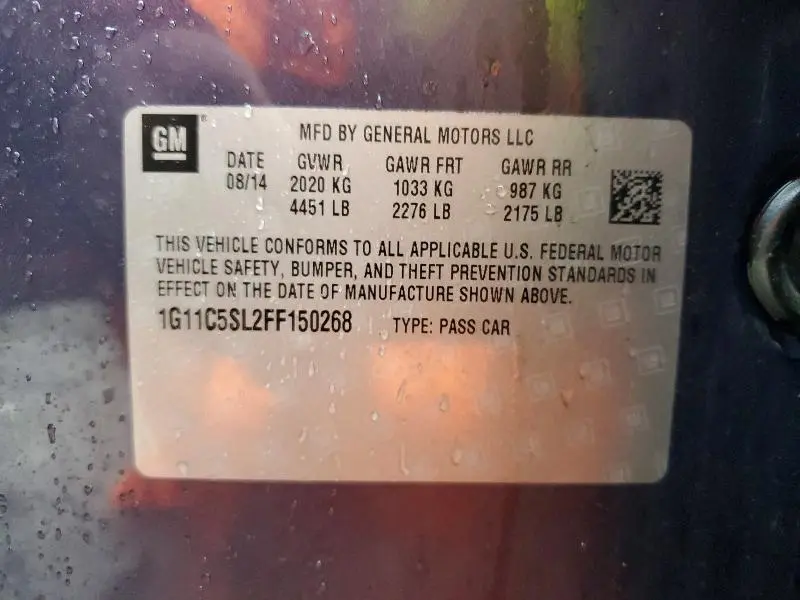 GM ®
MFD BY GENERAL MOTORS LLC
DATE GVWR GAWR FRT GAWR RR
08/14 2020 KG 1033 KG 987 KG
4451 LB 2276 LB 2175 LB
THIS VEHICLE CONFORMS TO ALL APPLICABLE U.S. FEDERAL MOTOR
VEHICLE SAFETY, BUMPER, AND THEFT PREVENTION STANDARDS IN
EFFECT ON THE DATE OF MANUFACTURE SHOWN ABOVE.
1G11C5SL2FF150268 TYPE: PASS CAR